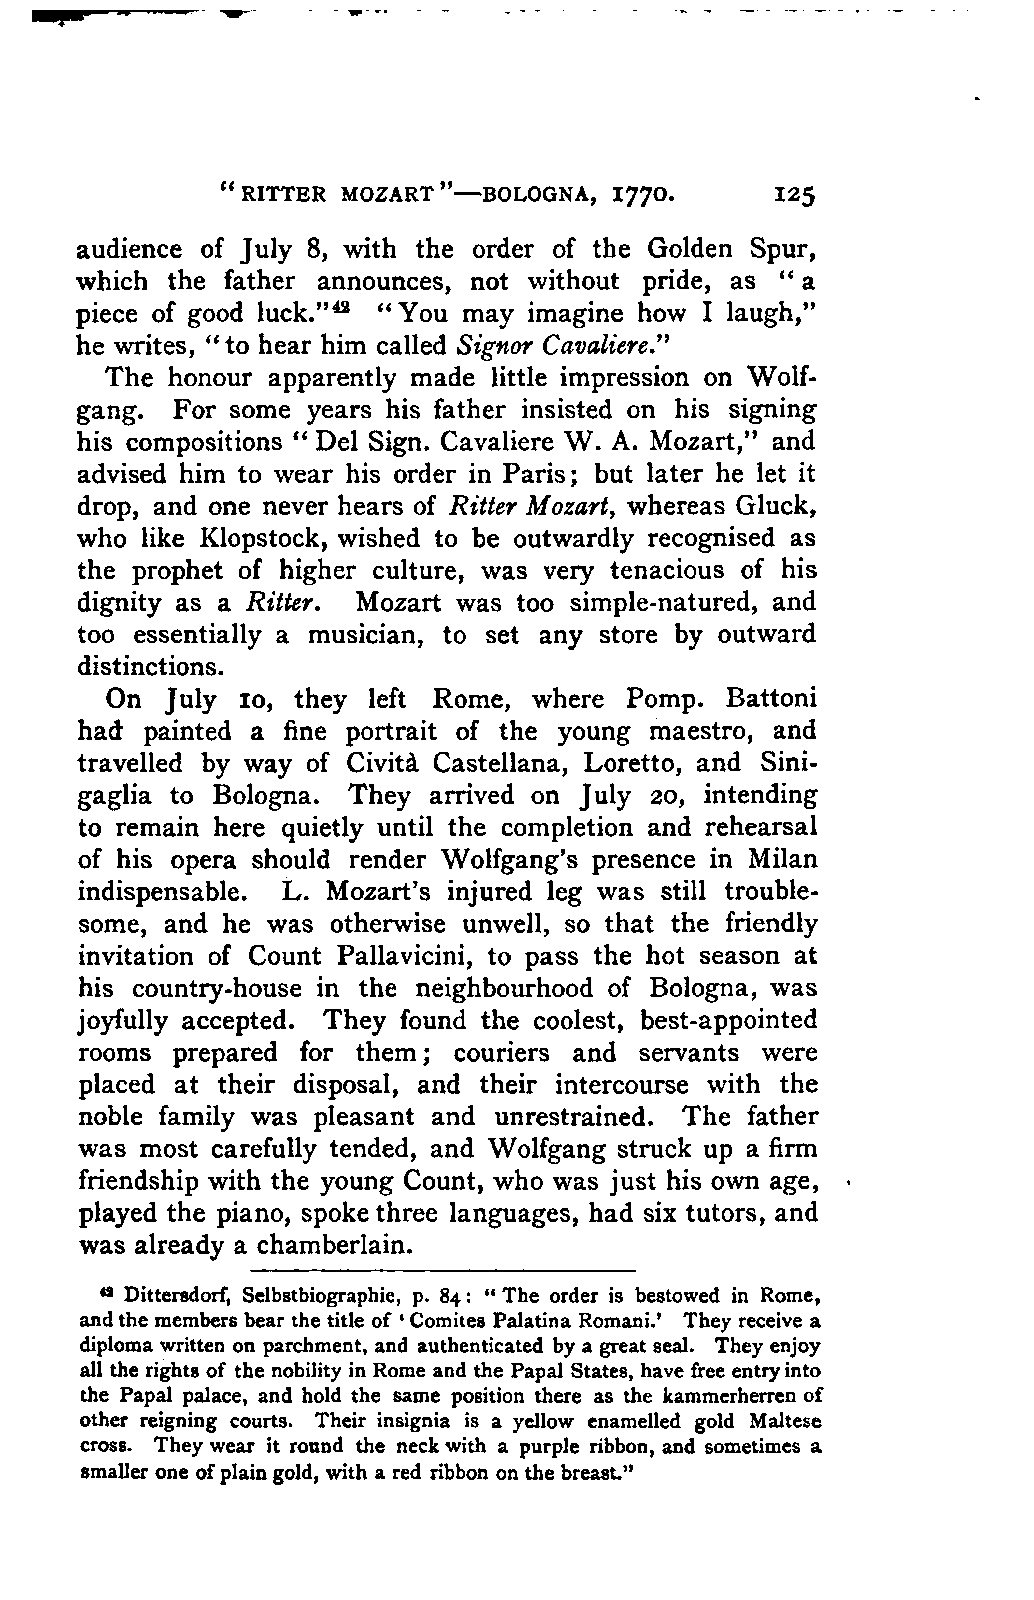 "RITTER MOZART"—BOLOGNA, 1770. 125
audience of July 8, with the order of the Golden Spur,
which the father announces, not without pride, as "a
piece of good luck."42 "You may imagine how I laugh,"
he writes, "to hear him called Signor Cavaliere."
The honour apparently made little impression on Wolf-
gang. For some years his father insisted on his signing
his compositions "Del Sign. Cavaliere W. A. Mozart," and
advised him to wear his order in Paris; but later he let it
drop, and one never hears of Ritter Mozart, whereas Gluck,
who like Klopstock, wished to be outwardly recognised as
the prophet of higher culture, was very tenacious of his
dignity as a Ritter. Mozart was too simple-natured, and
too essentially a musician, to set any store by outward
distinctions.
On July 10, they left Rome, where Pomp. Battoni
had painted a fine portrait of the young maestro, and
travelled by way of Cività Castellana, Loretto, and Sini-
gaglia to Bologna. They arrived on July 20, intending
to remain here quietly until the completion and rehearsal
of his opera should render Wolfgang's presence in Milan
indispensable. L. Mozart's injured leg was still trouble-
some, and he was otherwise unwell, so that the friendly
invitation of Count Pallavicini, to pass the hot season at
his country-house in the neighbourhood of Bologna, was
joyfully accepted. They found the coolest, best-appointed
rooms prepared for them; couriers and servants were
placed at their disposal, and their intercourse with the
noble family was pleasant and unrestrained. The father
was most carefully tended, and Wolfgang struck up a firm
friendship with the young Count, who was just his own age,
played the piano, spoke three languages, had six tutors, and
was already a chamberlain.
42 Dittersdorf, Selbstbiographie, p. 84: "The order is bestowed in Rome,
and the members bear the title of 'Comites Palatina Romani.' They receive a
diploma written on parchment, and authenticated by a great seal. They enjoy
all the rights of the nobility in Rome and the Papal States, have free entry into
the Papal palace, and hold the same position there as the kammerherren of
other reigning courts. Their insignia is a yellow enamelled gold Maltese
cross. They wear it round the neck with a purple ribbon, and sometimes a
smaller one of plain gold, with a red ribbon on the breast."